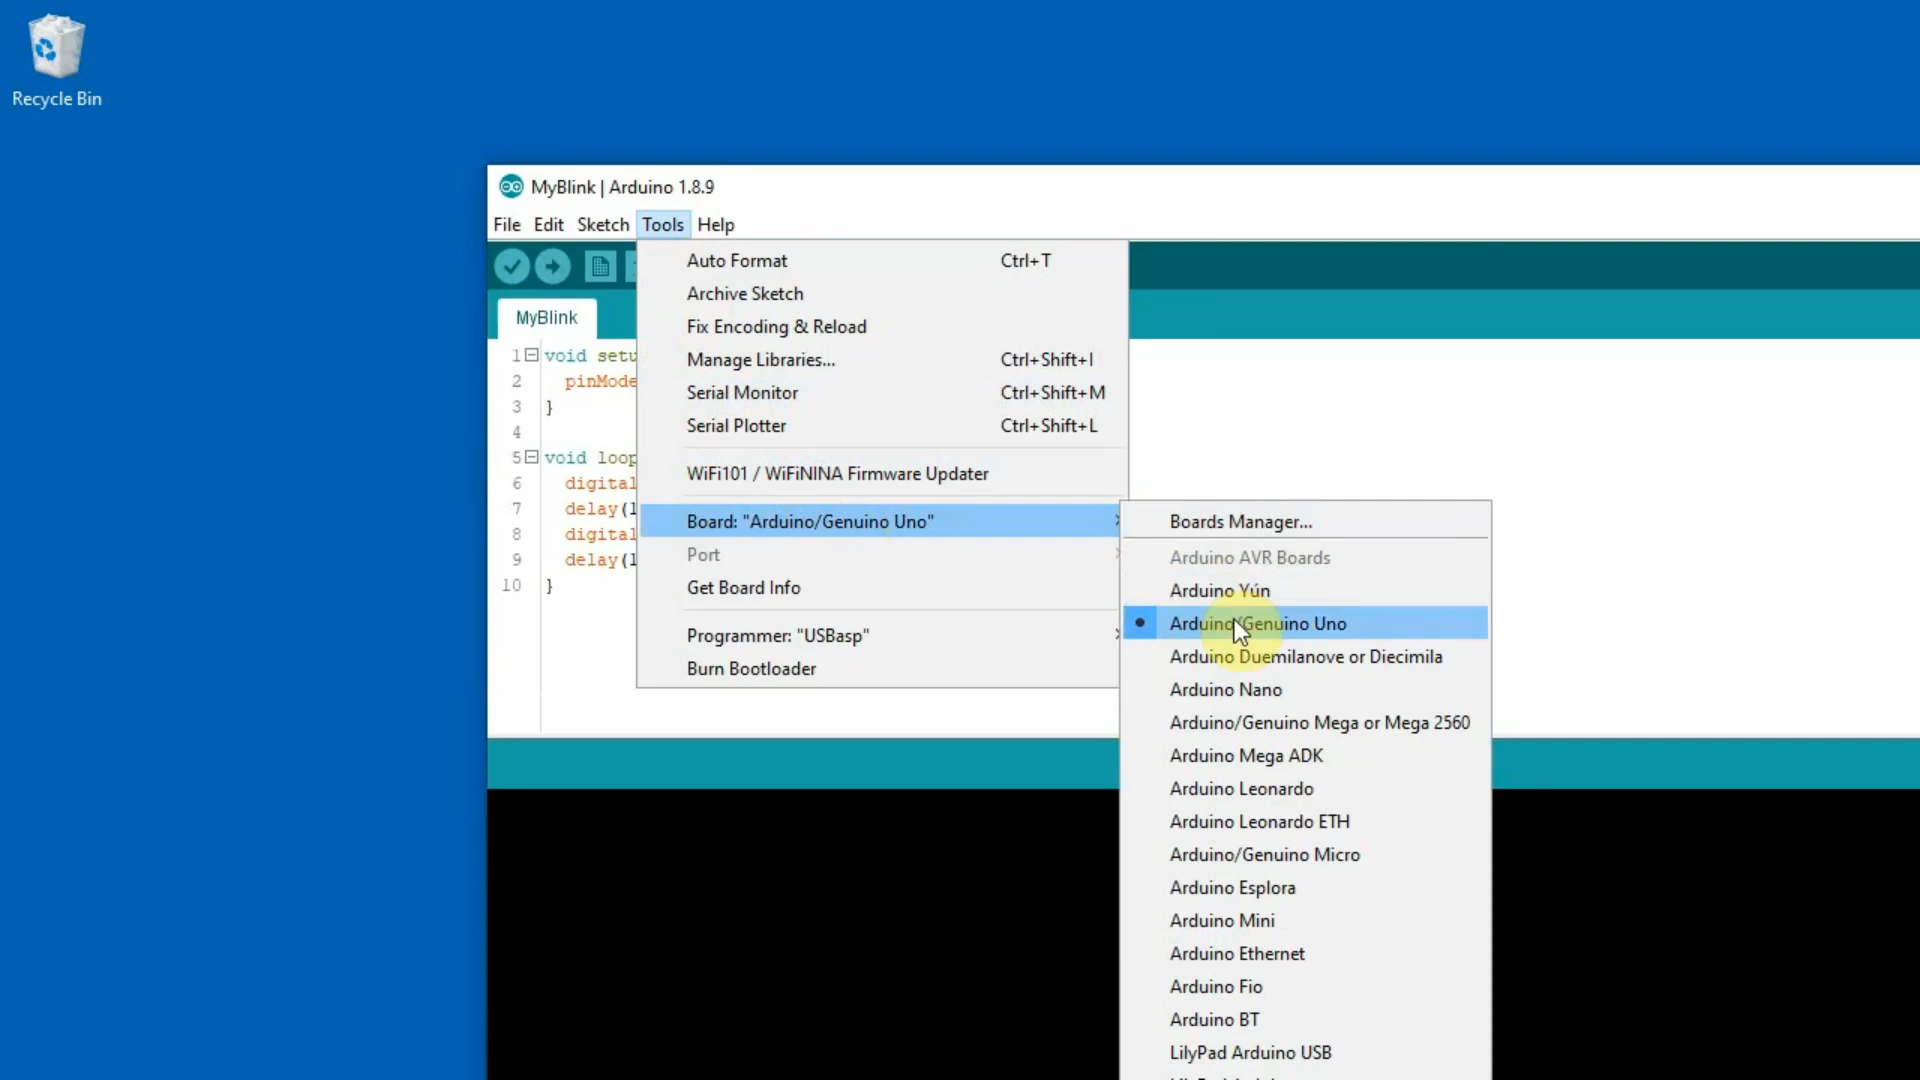 Recycle Bin
MyBlink | Arduino 1.8.9
File Edit Sketch Tools Help
Auto Format Ctrl+T
Archive Sketch
Fix Encoding & Reload
Manage Libraries... Ctrl+Shift+I
Serial Monitor Ctrl+Shift+M
Serial Plotter Ctrl+Shift+L
WiFi101 / WiFiNINA Firmware Updater
Board: "Arduino/Genuino Uno"
Port
Get Board Info
Programmer: "USBasp"
Burn Bootloader
MyBlink
1 void setu
2 pinMode
3 }
4
5 void loop
6 digital
7 delay(1
8 digital
9 delay(1
10 }
Boards Manager...
Arduino AVR Boards
Arduino Yún
Arduino/Genuino Uno
Arduino Duemilanove or Diecimila
Arduino Nano
Arduino/Genuino Mega or Mega 2560
Arduino Mega ADK
Arduino Leonardo
Arduino Leonardo ETH
Arduino/Genuino Micro
Arduino Esplora
Arduino Mini
Arduino Ethernet
Arduino Fio
Arduino BT
LilyPad Arduino USB